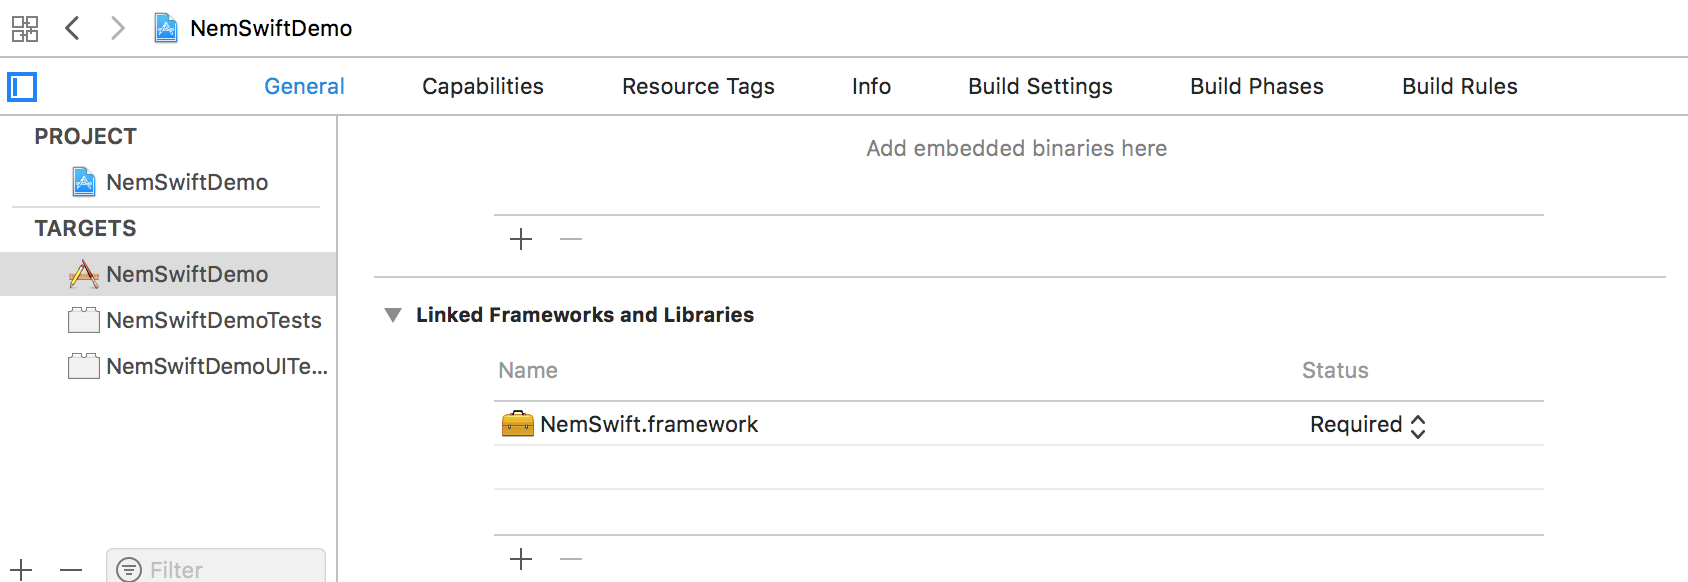 NemSwiftDemo
General Capabilities Resource Tags Info Build Settings Build Phases Build Rules
PROJECT
NemSwiftDemo
TARGETS
NemSwiftDemo
NemSwiftDemoTests
NemSwiftDemoUITe...
Filter
Add embedded binaries here
Linked Frameworks and Libraries
Name Status
NemSwift.framework Required